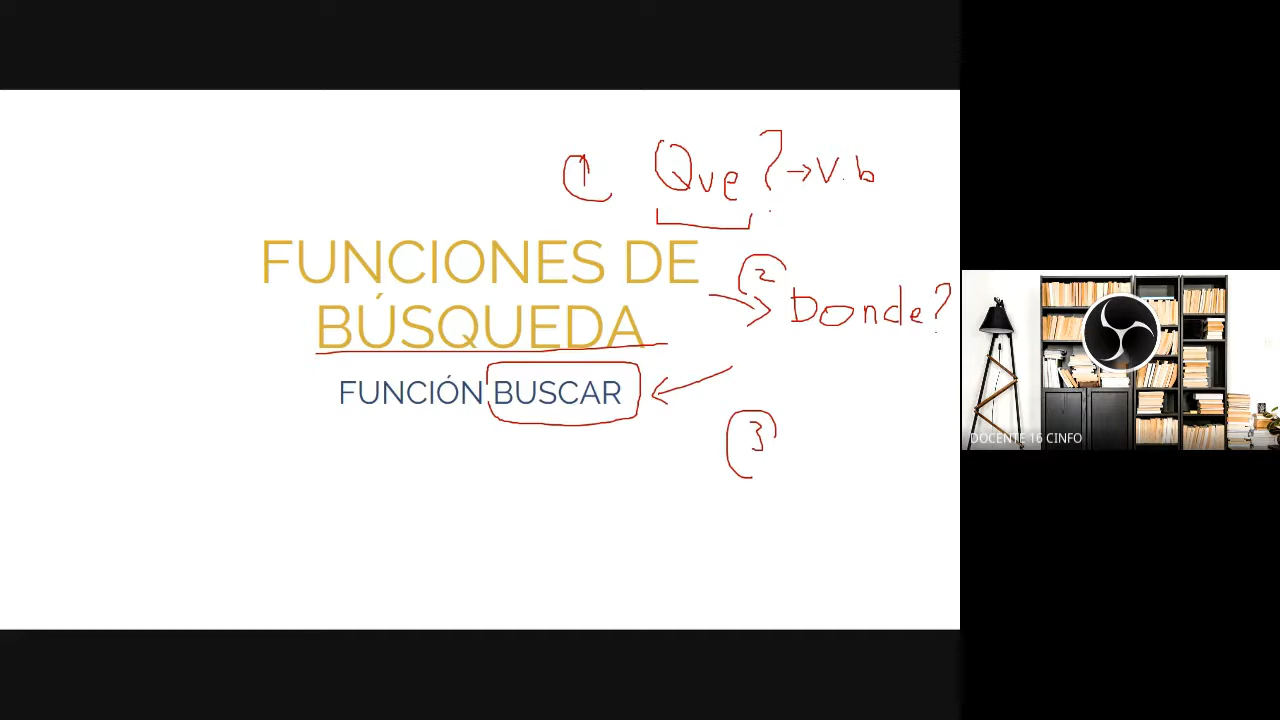 1 Que? → V.b
FUNCIONES DE
BÚSQUEDA
2 Donde?
FUNCIÓN BUSCAR
3
DOCENTE 16 CINFO